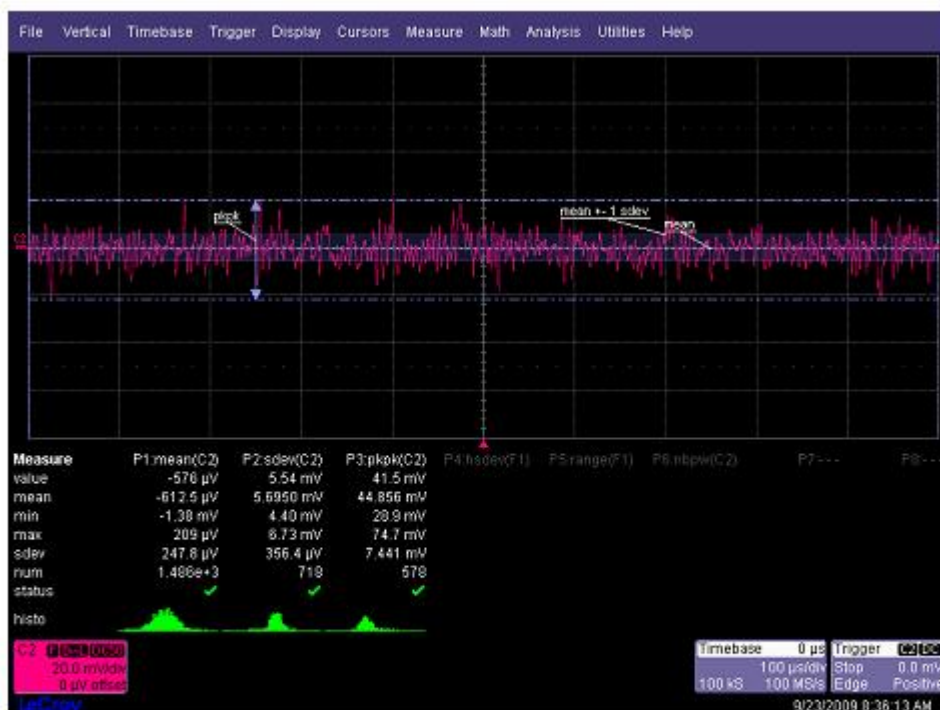 File Vertical Timebase Trigger Display Cursors Measure Math Analysis Utilities Help
pkpk
mean +- 1 sdev
mean
C2
Measure P1:mean(C2) P2:sdev(C2) P3:pkpk(C2) P4:hsdev(F1) P5:range(F1) P6:nbpw(C2) P7:--- P8:---
value -576 µV 5.54 mV 41.5 mV
mean -612.5 µV 5.6950 mV 44.856 mV
min -1.38 mV 4.40 mV 28.9 mV
max 209 µV 6.73 mV 74.7 mV
sdev 247.8 µV 356.4 µV 7.441 mV
num 1.486e+3 718 578
status
histo
C2
20.0 mV/div
0 µV offset
Timebase 0 µs
100 µs/div
100 kS 100 MS/s
Trigger C2 DC
Stop 0.0 mV
Edge Positive
LeCroy
9/23/2009 8:36:13 AM